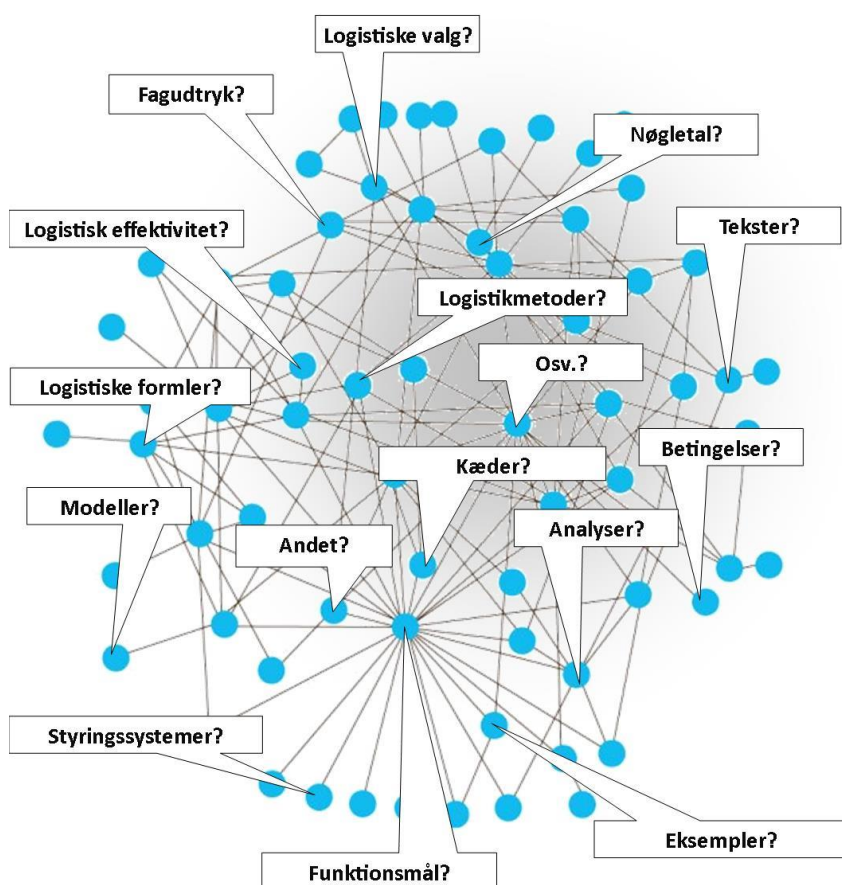 Logistiske valg?
Fagudtryk?
Nøgletal?
Logistisk effektivitet?
Tekster?
Logistikmetoder?
Osv.?
Logistiske formler?
Betingelser?
Kæder?
Modeller?
Analyser?
Andet?
Styringssystemer?
Eksempler?
Funktionsmål?